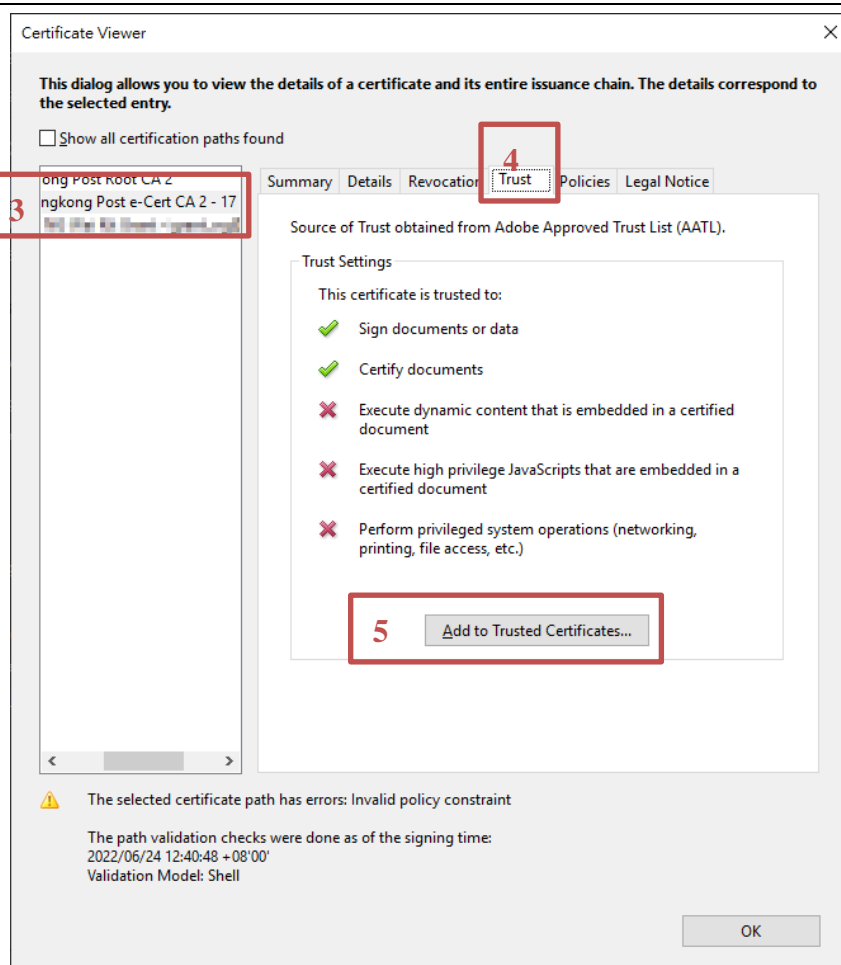 Certificate Viewer
This dialog allows you to view the details of a certificate and its entire issuance chain. The details correspond to
the selected entry.
Show all certification paths found
4
ong Post Root CA 2
Summary Details Revocation Trust Policies Legal Notice
3
ngkong Post e-Cert CA 2 - 17
Source of Trust obtained from Adobe Approved Trust List (AATL).
Trust Settings
This certificate is trusted to:
Sign documents or data
Certify documents
Execute dynamic content that is embedded in a certified
document
Execute high privilege JavaScripts that are embedded in a
certified document
Perform privileged system operations (networking,
printing, file access, etc.)
5
Add to Trusted Certificates...
The selected certificate path has errors: Invalid policy constraint
The path validation checks were done as of the signing time:
2022/06/24 12:40:48 +08'00'
Validation Model: Shell
OK